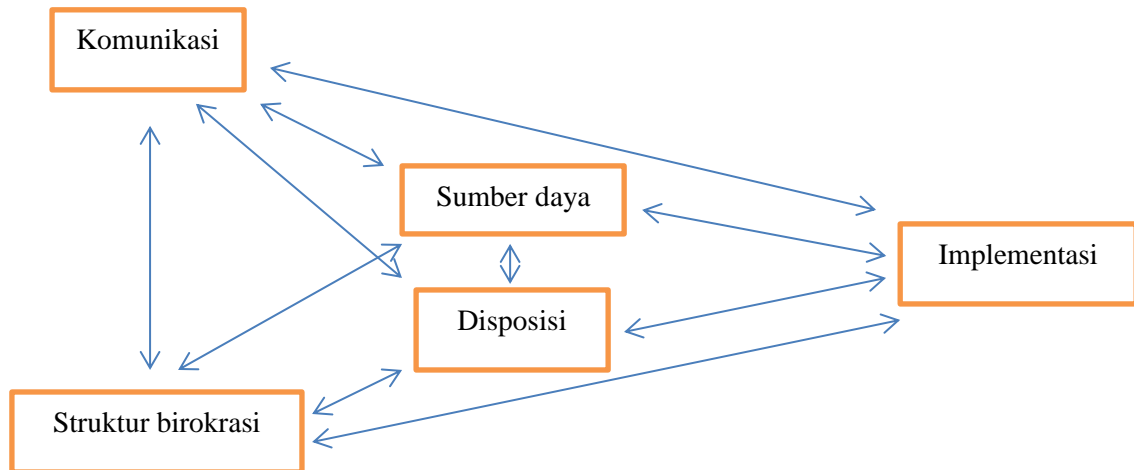 Komunikasi
Sumber daya
Implementasi
Disposisi
Struktur birokrasi